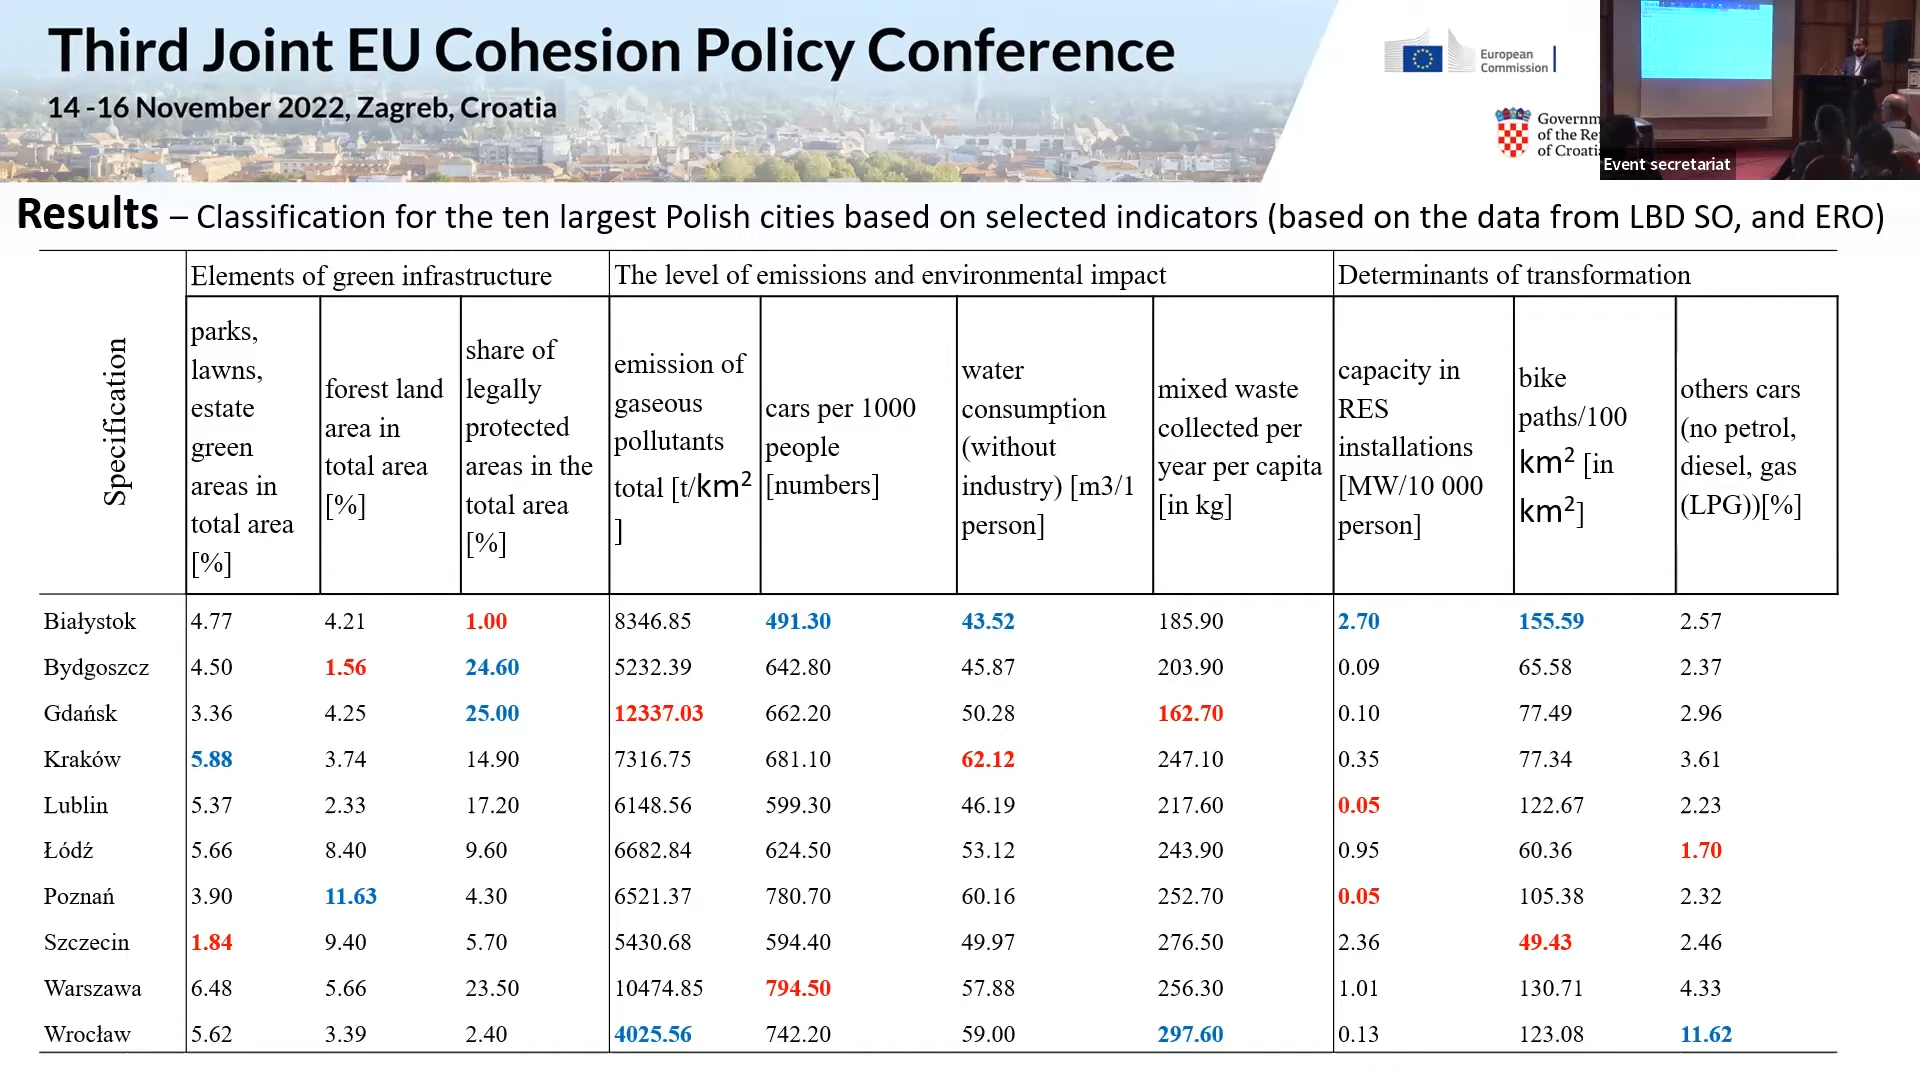 Third Joint EU Cohesion Policy Conference
14 -16 November 2022, Zagreb, Croatia
European
Commission
Governm
of the Re
of Croati
Event secretariat
Results – Classification for the ten largest Polish cities based on selected indicators (based on the data from LBD SO, and ERO)
Specification
Elements of green infrastructure
The level of emissions and environmental impact
Determinants of transformation
parks,
lawns,
estate
green
areas in
total area
[%]
forest land
area in
total area
[%]
share of
legally
protected
areas in the
total area
[%]
emission of
gaseous
pollutants
total [t/km²
]
cars per 1000
people
[numbers]
water
consumption
(without
industry) [m3/1
person]
mixed waste
collected per
year per capita
[in kg]
capacity in
RES
installations
[MW/10 000
person]
bike
paths/100
km² [in
km²]
others cars
(no petrol,
diesel, gas
(LPG))[%]
Białystok 4.77 4.21 1.00 8346.85 491.30 43.52 185.90 2.70 155.59 2.57
Bydgoszcz 4.50 1.56 24.60 5232.39 642.80 45.87 203.90 0.09 65.58 2.37
Gdańsk 3.36 4.25 25.00 12337.03 662.20 50.28 162.70 0.10 77.49 2.96
Kraków 5.88 3.74 14.90 7316.75 681.10 62.12 247.10 0.35 77.34 3.61
Lublin 5.37 2.33 17.20 6148.56 599.30 46.19 217.60 0.05 122.67 2.23
Łódź 5.66 8.40 9.60 6682.84 624.50 53.12 243.90 0.95 60.36 1.70
Poznań 3.90 11.63 4.30 6521.37 780.70 60.16 252.70 0.05 105.38 2.32
Szczecin 1.84 9.40 5.70 5430.68 594.40 49.97 276.50 2.36 49.43 2.46
Warszawa 6.48 5.66 23.50 10474.85 794.50 57.88 256.30 1.01 130.71 4.33
Wrocław 5.62 3.39 2.40 4025.56 742.20 59.00 297.60 0.13 123.08 11.62